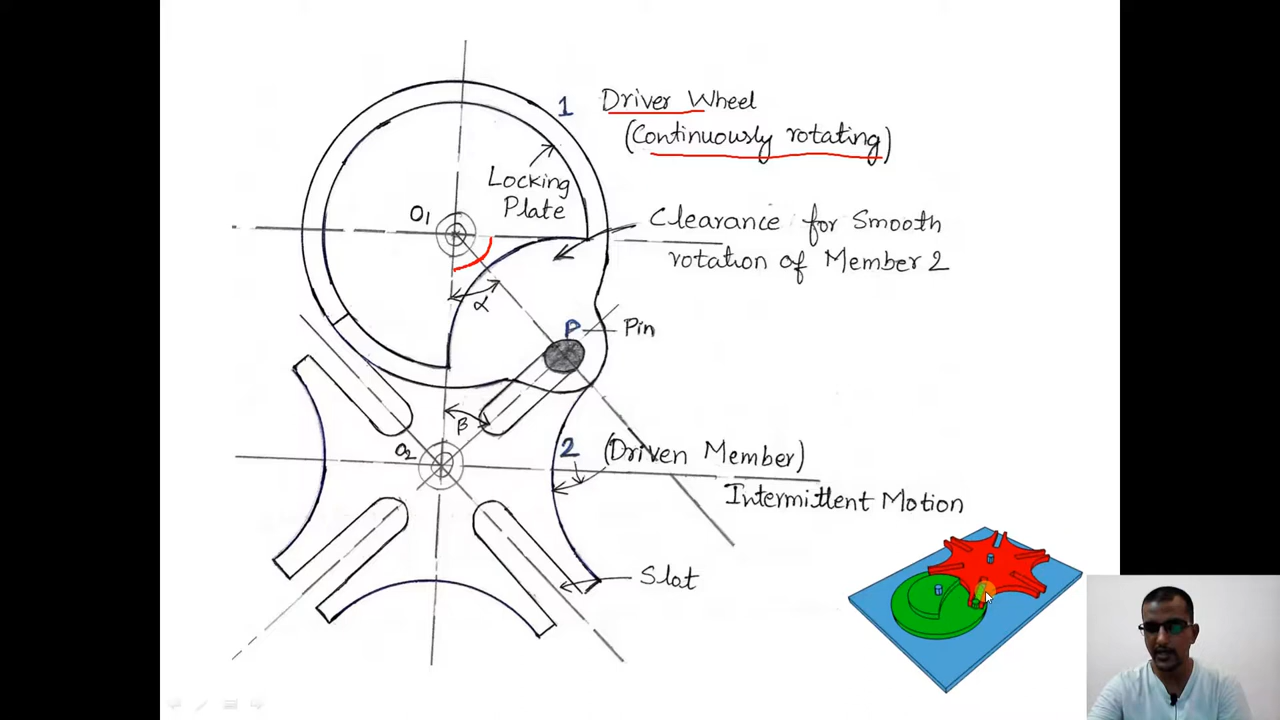 1 Driver Wheel
(Continuously rotating)
Locking
Plate
O1
Clearance for Smooth
rotation of Member 2
α
P Pin
β
O2
2 (Driven Member)
Intermittent Motion
Slot